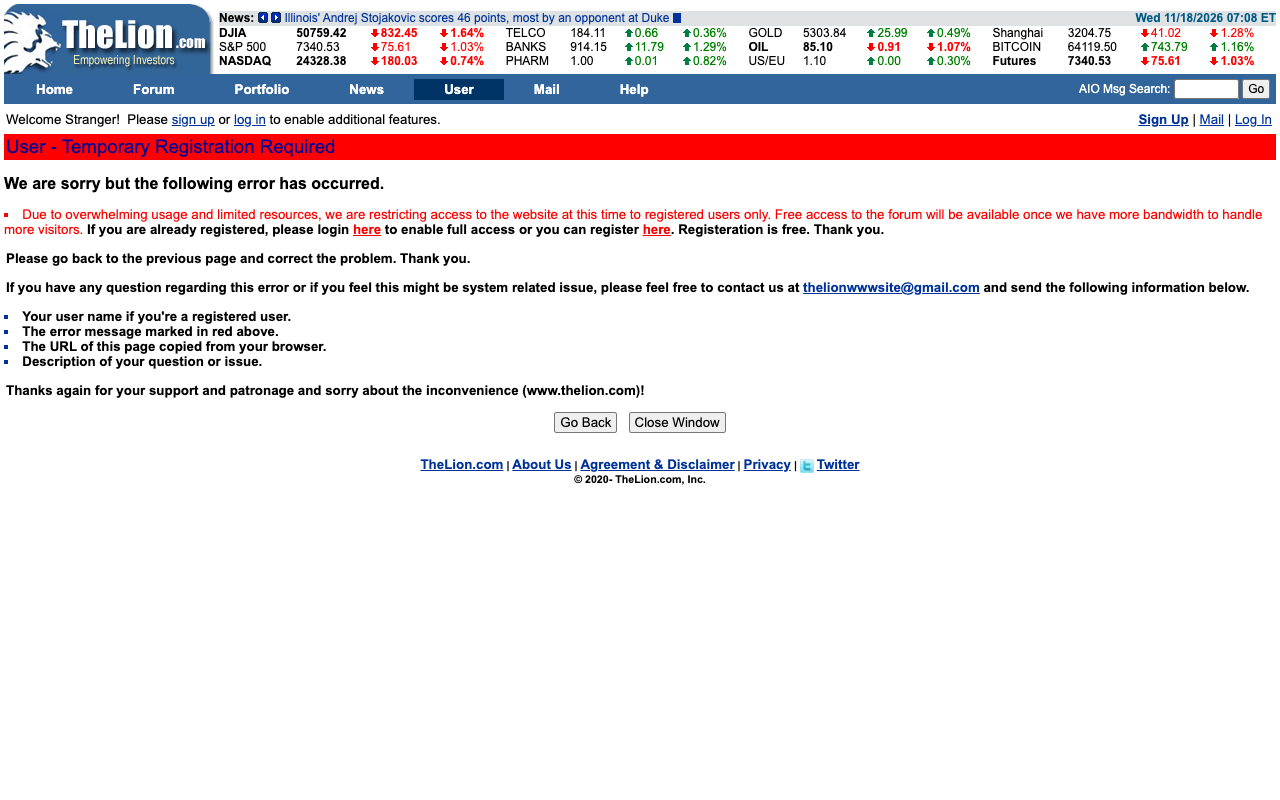 TheLion.com
Empowering Investors
News: Illinois' Andrej Stojakovic scores 46 points, most by an opponent at Duke Wed 11/18/2026 07:08 ET
DJIA 50759.42 832.45 1.64% TELCO 184.11 0.66 0.36% GOLD 5303.84 25.99 0.49% Shanghai 3204.75 41.02 1.28%
S&P 500 7340.53 75.61 1.03% BANKS 914.15 11.79 1.29% OIL 85.10 0.91 1.07% BITCOIN 64119.50 743.79 1.16%
NASDAQ 24328.38 180.03 0.74% PHARM 1.00 0.01 0.82% US/EU 1.10 0.00 0.30% Futures 7340.53 75.61 1.03%
Home Forum Portfolio News User Mail Help AIO Msg Search: Go
Welcome Stranger! Please sign up or log in to enable additional features. Sign Up | Mail | Log In
User - Temporary Registration Required
We are sorry but the following error has occurred.
Due to overwhelming usage and limited resources, we are restricting access to the website at this time to registered users only. Free access to the forum will be available once we have more bandwidth to handle
more visitors. If you are already registered, please login here to enable full access or you can register here. Registeration is free. Thank you.
Please go back to the previous page and correct the problem. Thank you.
If you have any question regarding this error or if you feel this might be system related issue, please feel free to contact us at thelionwwwsite@gmail.com and send the following information below.
Your user name if you're a registered user.
The error message marked in red above.
The URL of this page copied from your browser.
Description of your question or issue.
Thanks again for your support and patronage and sorry about the inconvenience (www.thelion.com)!
Go Back Close Window
TheLion.com | About Us | Agreement & Disclaimer | Privacy | Twitter
© 2020- TheLion.com, Inc.